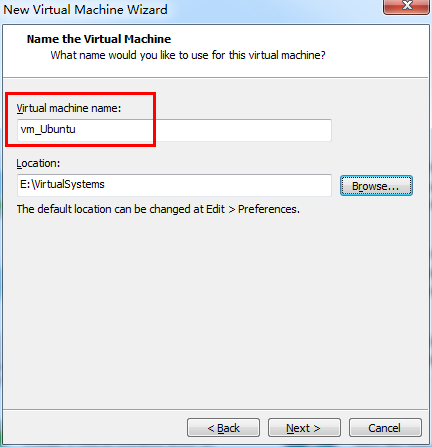 New Virtual Machine Wizard
Name the Virtual Machine
What name would you like to use for this virtual machine?
Virtual machine name:
vm_Ubuntu
Location:
E:\VirtualSystems
Browse...
The default location can be changed at Edit > Preferences.
< Back
Next >
Cancel